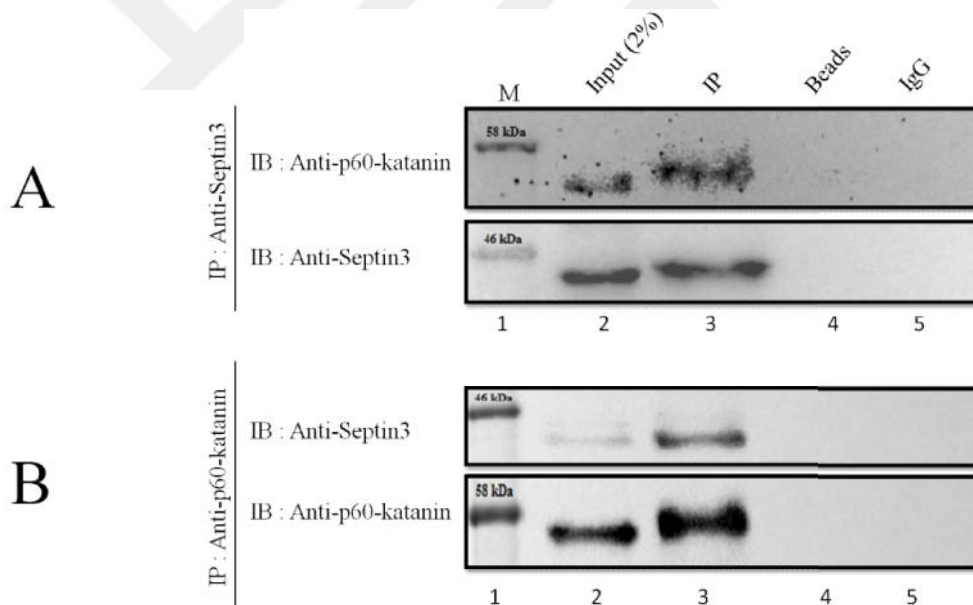 M Input (2%) IP Beads IgG
A
IP : Anti-Septin3
IB : Anti-p60-katanin
58 kDa
IB : Anti-Septin3
46 kDa
1 2 3 4 5
B
IP : Anti-p60-katanin
IB : Anti-Septin3
46 kDa
IB : Anti-p60-katanin
58 kDa
1 2 3 4 5